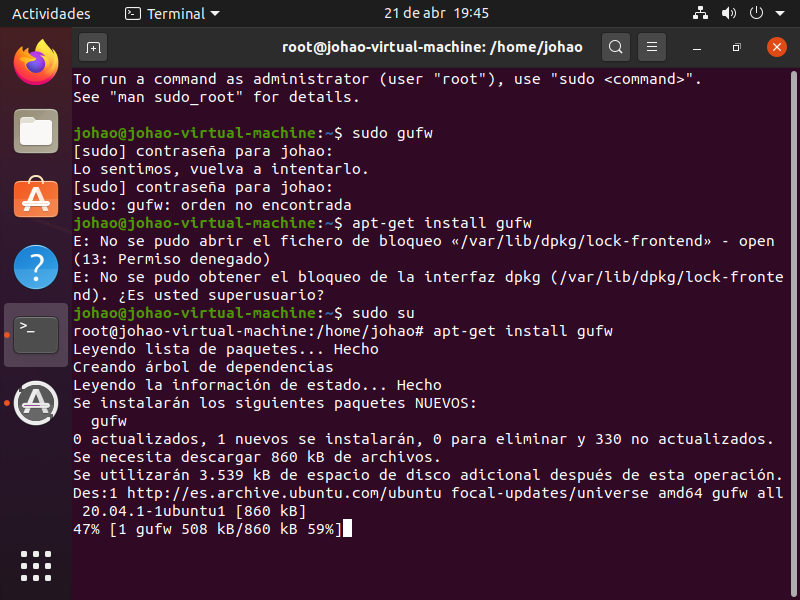 Actividades Terminal 21 de abr 19:45
root@johao-virtual-machine: /home/johao
To run a command as administrator (user "root"), use "sudo <command>".
See "man sudo_root" for details.
johao@johao-virtual-machine:~$ sudo gufw
[sudo] contraseña para johao:
Lo sentimos, vuelva a intentarlo.
[sudo] contraseña para johao:
sudo: gufw: orden no encontrada
johao@johao-virtual-machine:~$ apt-get install gufw
E: No se pudo abrir el fichero de bloqueo «/var/lib/dpkg/lock-frontend» - open
(13: Permiso denegado)
E: No se pudo obtener el bloqueo de la interfaz dpkg (/var/lib/dpkg/lock-fronte
nd). ¿Es usted superusuario?
johao@johao-virtual-machine:~$ sudo su
root@johao-virtual-machine:/home/johao# apt-get install gufw
Leyendo lista de paquetes... Hecho
Creando árbol de dependencias
Leyendo la información de estado... Hecho
Se instalarán los siguientes paquetes NUEVOS:
gufw
0 actualizados, 1 nuevos se instalarán, 0 para eliminar y 330 no actualizados.
Se necesita descargar 860 kB de archivos.
Se utilizarán 3.539 kB de espacio de disco adicional después de esta operación.
Des:1 http://es.archive.ubuntu.com/ubuntu focal-updates/universe amd64 gufw all
20.04.1-1ubuntu1 [860 kB]
47% [1 gufw 508 kB/860 kB 59%]